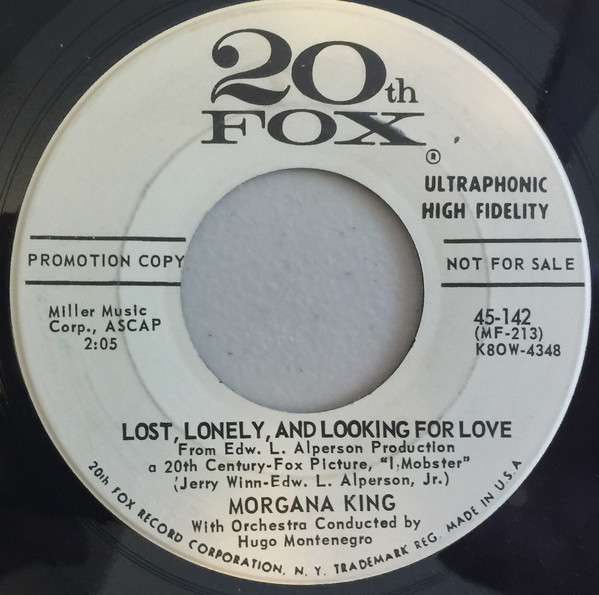 20th
FOX
®
ULTRAPHONIC
HIGH FIDELITY
PROMOTION COPY
NOT FOR SALE
Miller Music
Corp., ASCAP
2:05
45-142
(MF-213)
K8OW-4348
LOST, LONELY, AND LOOKING FOR LOVE
From Edw. L. Alperson Production
a 20th Century-Fox Picture, "I,Mobster"
(Jerry Winn-Edw. L. Alperson, Jr.)
MORGANA KING
With Orchestra Conducted by
Hugo Montenegro
20th FOX RECORD CORPORATION, N. Y. TRADEMARK REG. MADE IN U.S.A